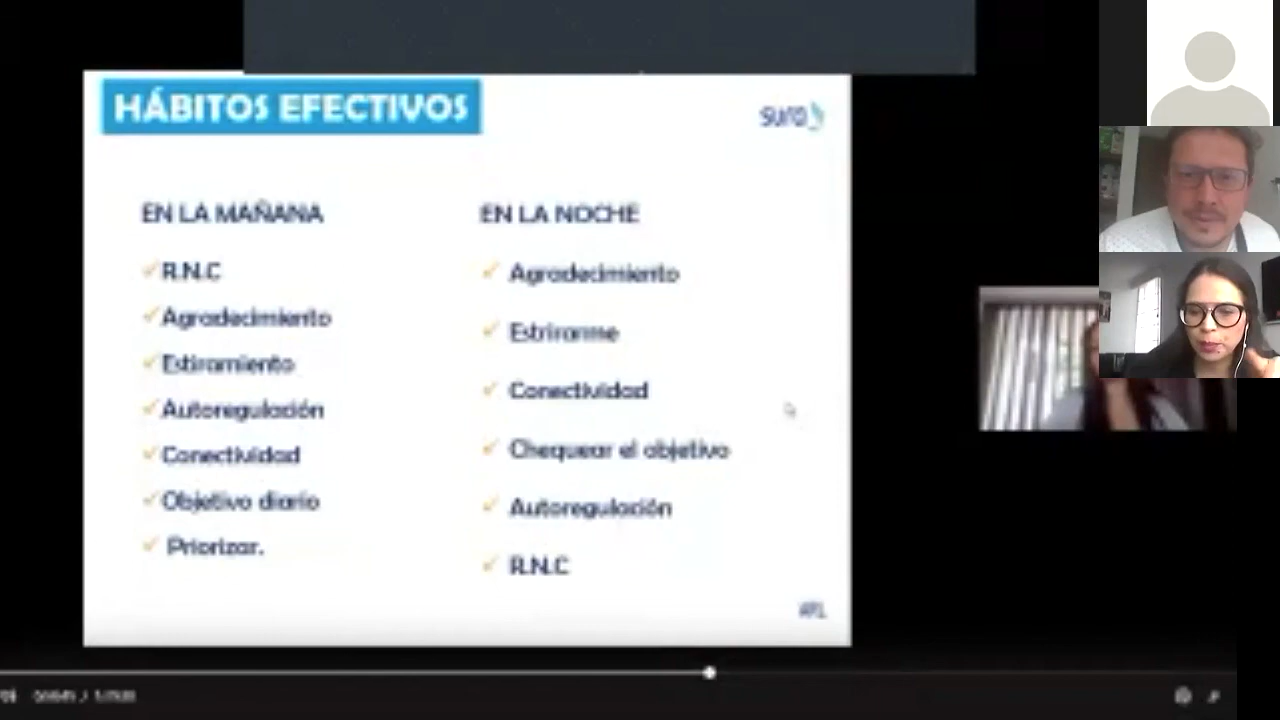 HÁBITOS EFECTIVOS
sura
EN LA MAÑANA
R.N.C
Agradecimiento
Estiramiento
Autoregulación
Conectividad
Objetivo diario
Priorizar.
EN LA NOCHE
Agradecimiento
Estirarme
Conectividad
Chequear el objetivo
Autoregulación
R.N.C
ARL